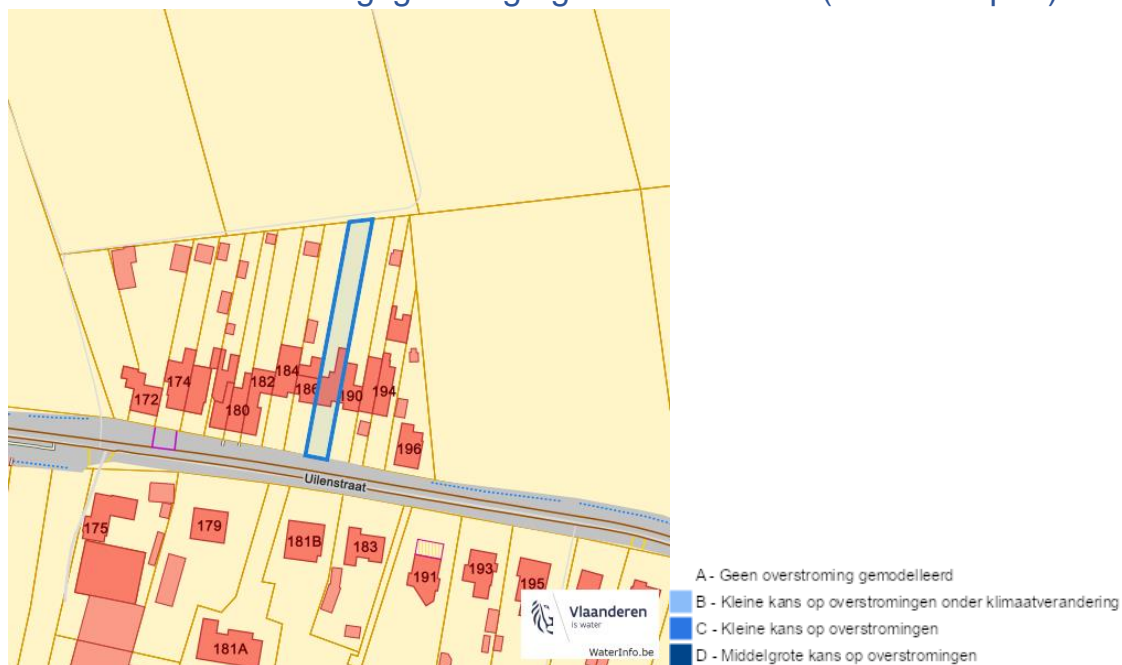 172
174
180
182
184
186
190
194
196
Uilenstraat
175
179
181B
183
191
193
195
181A
Vlaanderen
is water
WaterInfo.be
A - Geen overstroming gemodelleerd
B - Kleine kans op overstromingen onder klimaatverandering
C - Kleine kans op overstromingen
D - Middelgrote kans op overstromingen